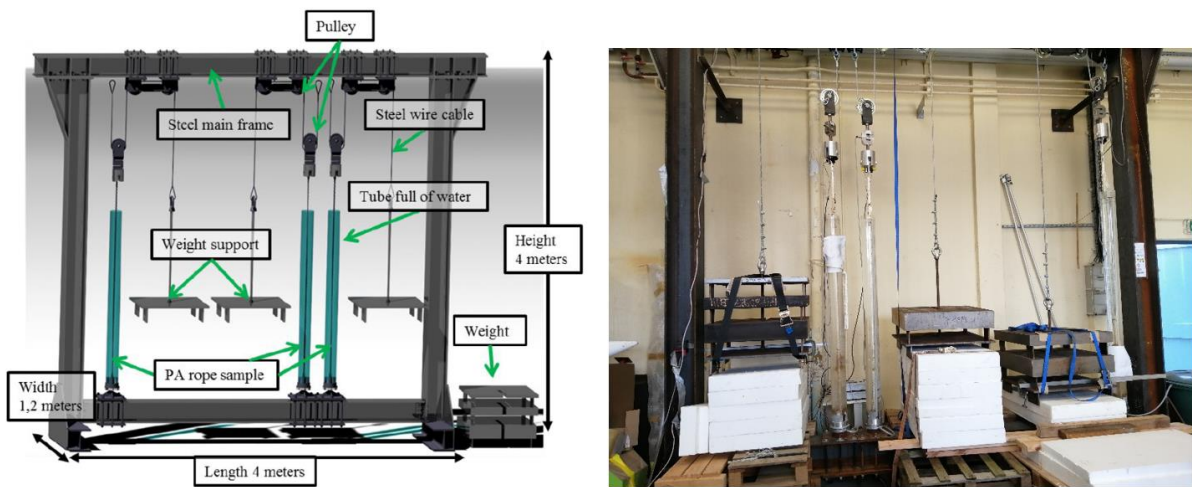 Pulley
Steel main frame
Steel wire cable
Tube full of water
Weight support
Height
4 meters
Weight
PA rope sample
Width
1,2 meters
Length 4 meters